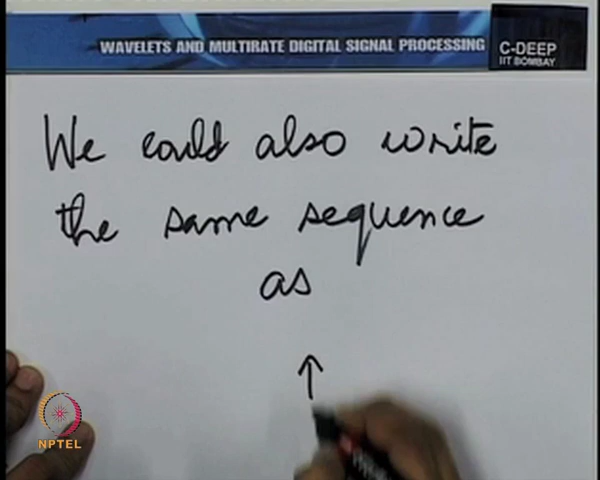 WAVELETS AND MULTIRATE DIGITAL SIGNAL PROCESSING
C-DEEP
IIT BOMBAY
We could also write
the same sequence
as
↑
NPTEL